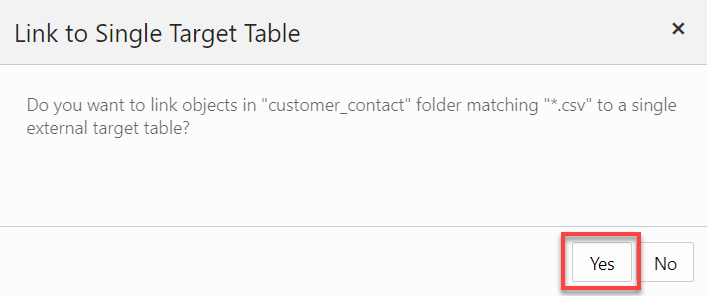 Link to Single Target Table
×
Do you want to link objects in "customer_contact" folder matching "*.csv" to a single
external target table?
Yes No